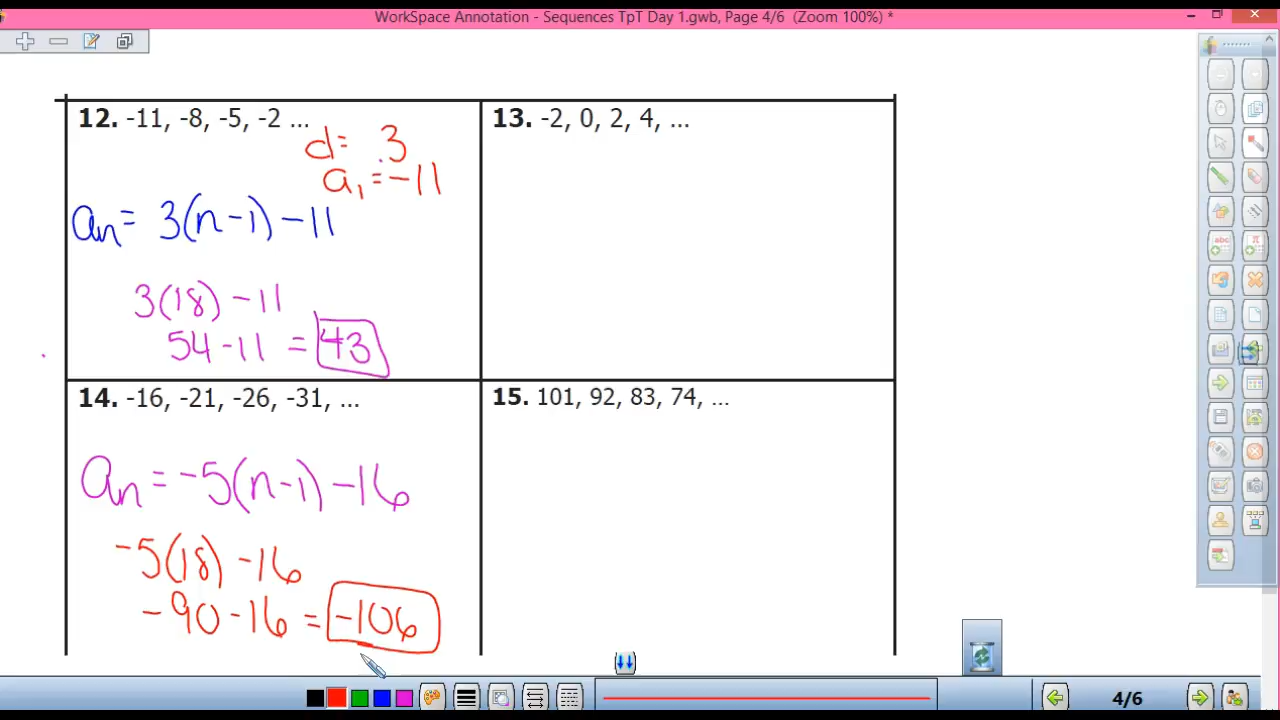 WorkSpace Annotation - Sequences TpT Day 1.gwb, Page 4/6 (Zoom 100%) *
12. -11, -8, -5, -2 ...
d= 3
a₁ = -11
aₙ = 3(n-1) -11
3(18) -11
54 -11 = 43
13. -2, 0, 2, 4, ...
14. -16, -21, -26, -31, ...
aₙ = -5(n-1) -16
-5(18) -16
-90 -16 = -106
15. 101, 92, 83, 74, ...
abc
π
4/6